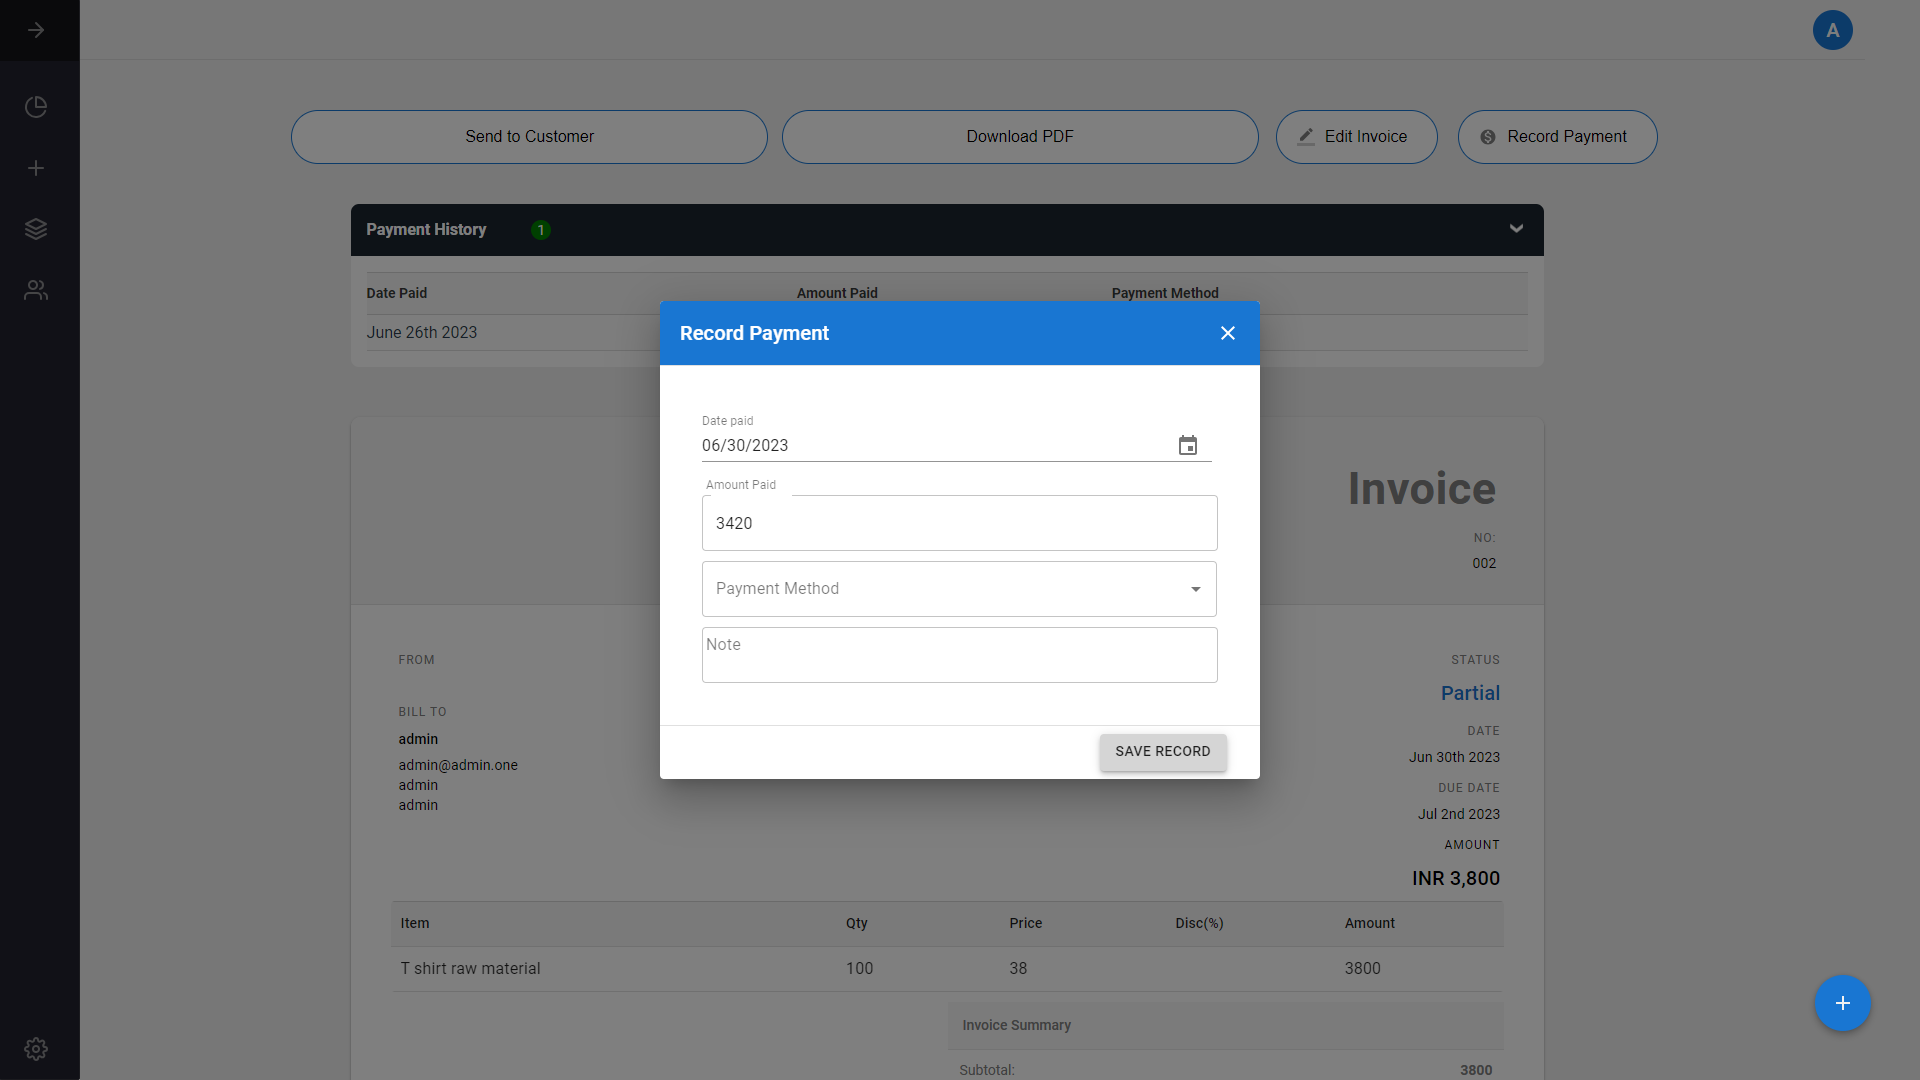 A
Send to Customer
Download PDF
Edit Invoice
Record Payment
Payment History 1
Date Paid Amount Paid Payment Method
June 26th 2023
Record Payment
Date paid
06/30/2023
Amount Paid
3420
Payment Method
Note
SAVE RECORD
Invoice
NO:
002
FROM
BILL TO
admin
admin@admin.one
admin
admin
STATUS
Partial
DATE
Jun 30th 2023
DUE DATE
Jul 2nd 2023
AMOUNT
INR 3,800
Item Qty Price Disc(%) Amount
T shirt raw material 100 38 3800
Invoice Summary
Subtotal: 3800